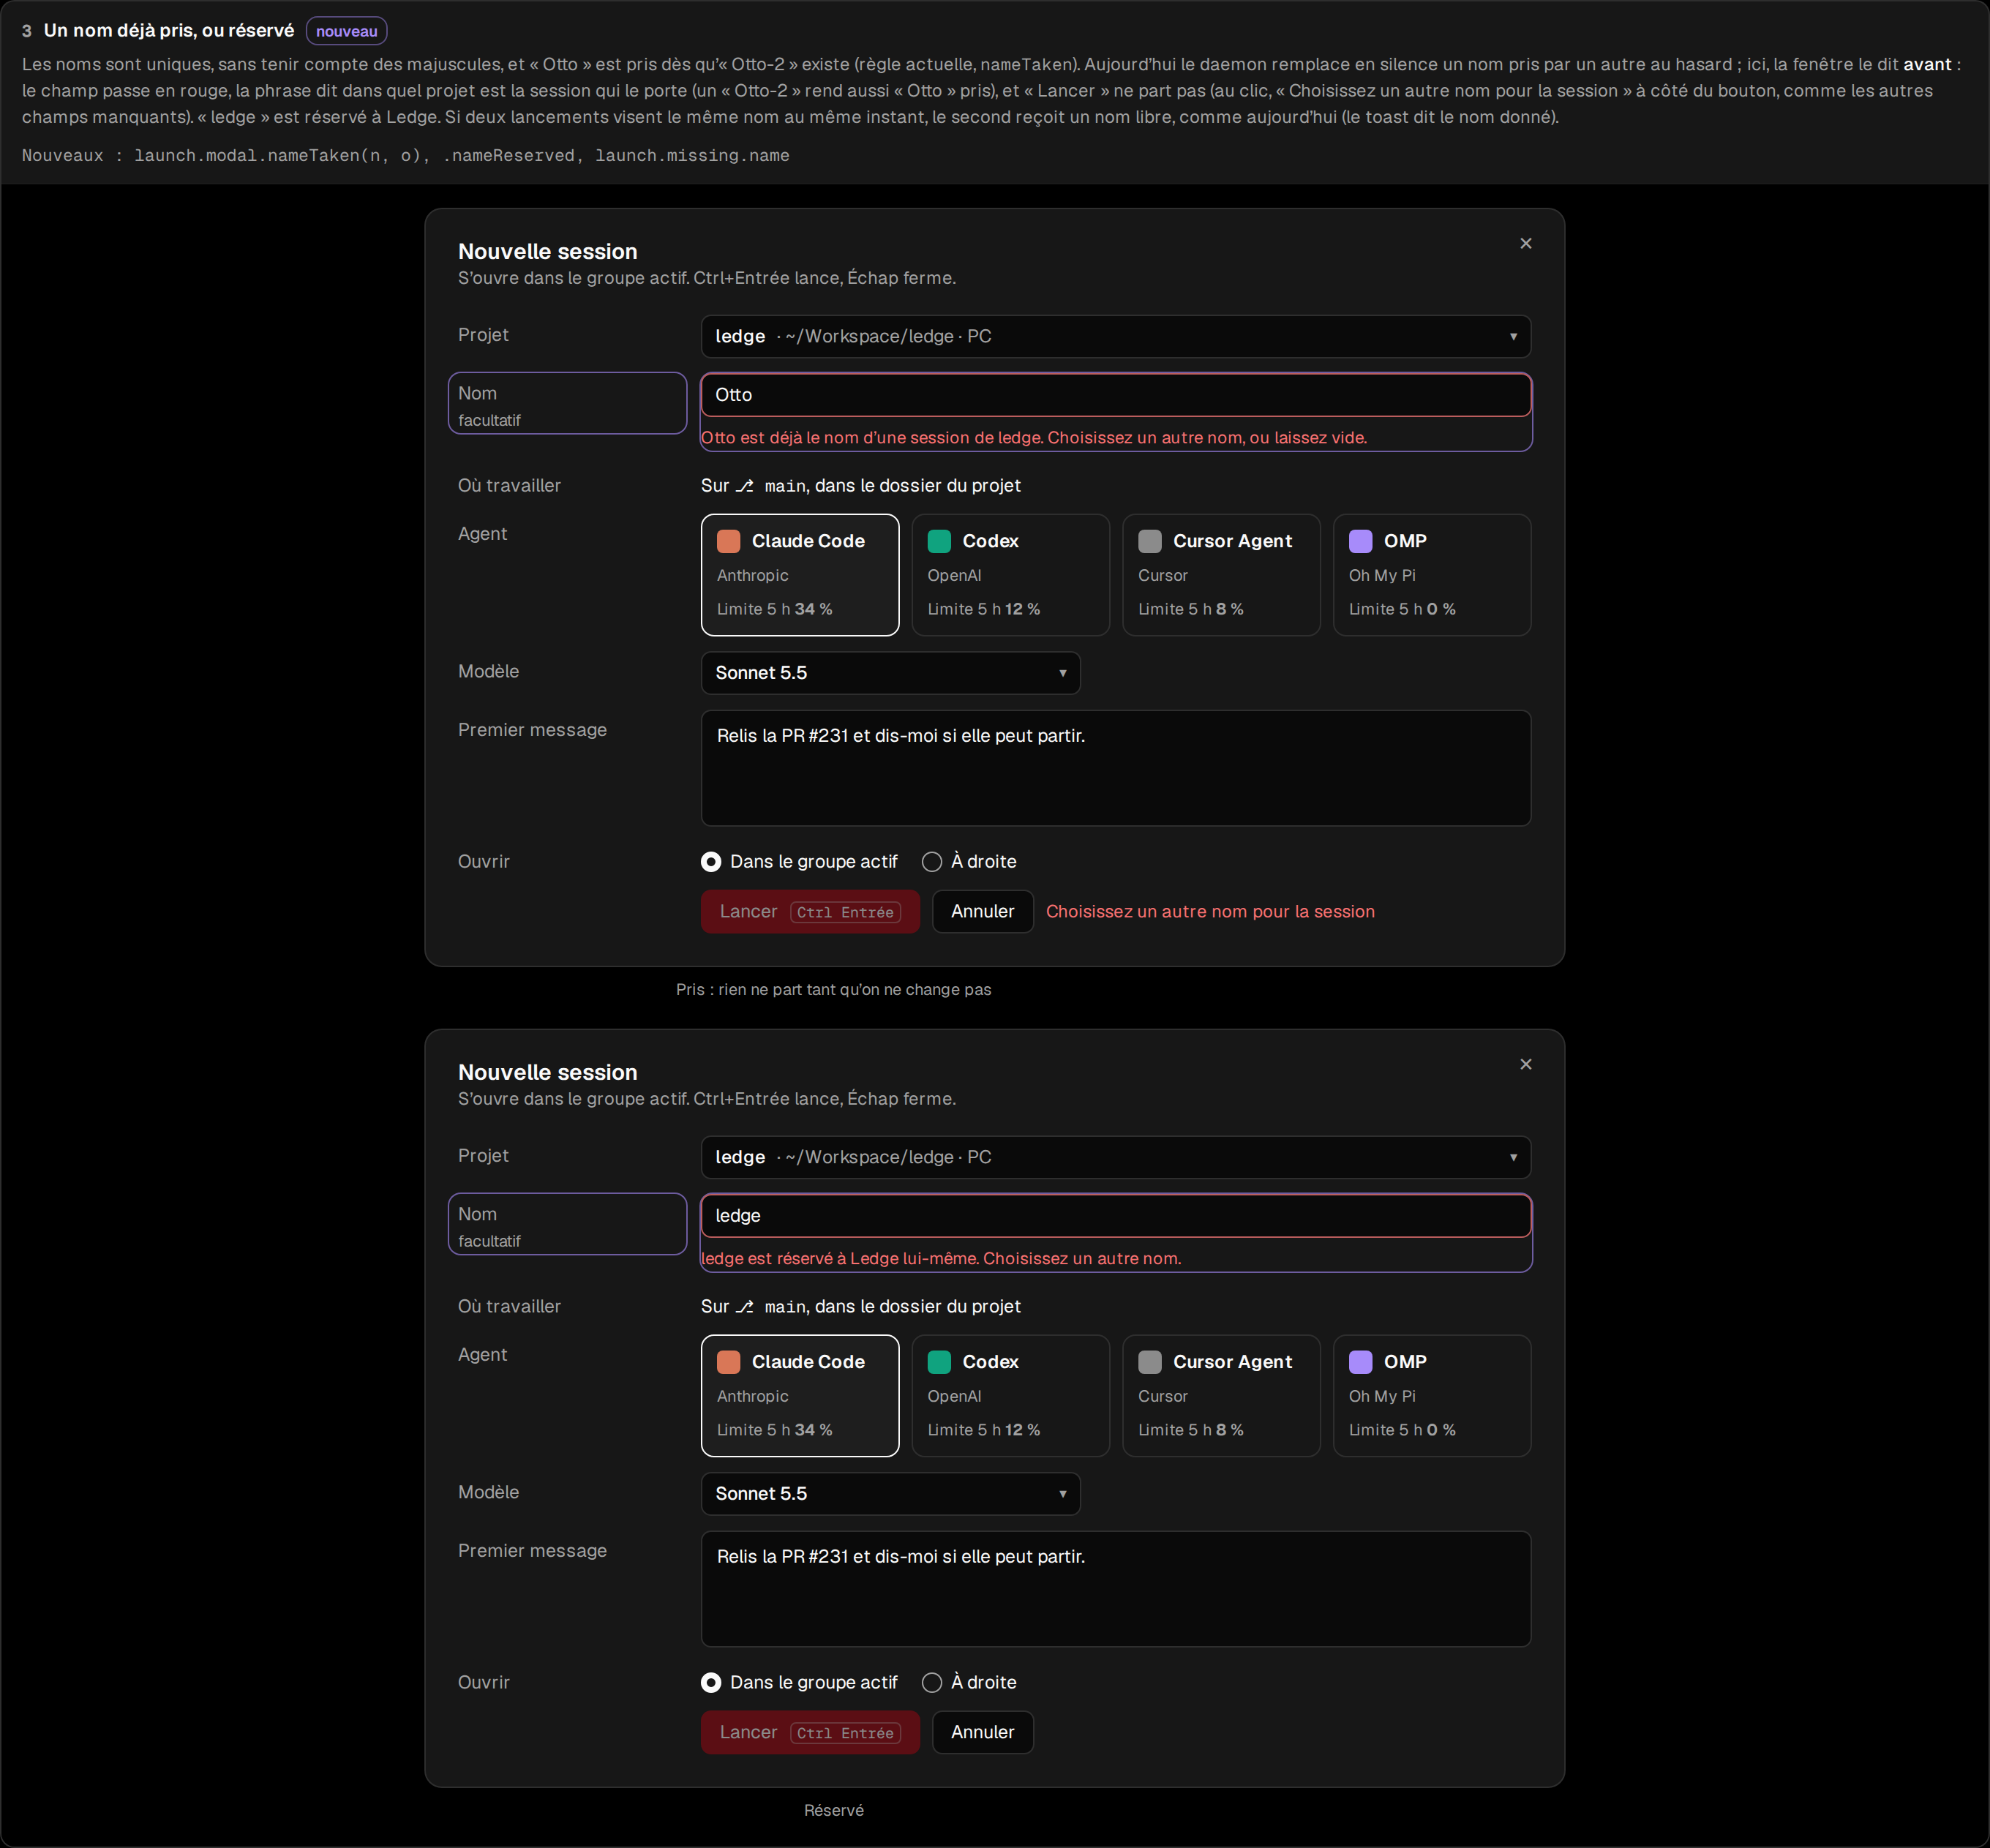 3 Un nom déjà pris, ou réservé nouveau
Les noms sont uniques, sans tenir compte des majuscules, et « Otto » est pris dès qu’« Otto-2 » existe (règle actuelle, nameTaken). Aujourd’hui le daemon remplace en silence un nom pris par un autre au hasard ; ici, la fenêtre le dit avant :
le champ passe en rouge, la phrase dit dans quel projet est la session qui le porte (un « Otto-2 » rend aussi « Otto » pris), et « Lancer » ne part pas (au clic, « Choisissez un autre nom pour la session » à côté du bouton, comme les autres
champs manquants). « ledge » est réservé à Ledge. Si deux lancements visent le même nom au même instant, le second reçoit un nom libre, comme aujourd’hui (le toast dit le nom donné).
Nouveaux : launch.modal.nameTaken(n, o), .nameReserved, launch.missing.name
Nouvelle session ✕
S’ouvre dans le groupe actif. Ctrl+Entrée lance, Échap ferme.
Projet ledge · ~/Workspace/ledge · PC ▾
Nom Otto
facultatif
Otto est déjà le nom d’une session de ledge. Choisissez un autre nom, ou laissez vide.
Où travailler Sur ⎇ main, dans le dossier du projet
Agent Claude Code Codex Cursor Agent OMP
Anthropic OpenAI Cursor Oh My Pi
Limite 5 h 34 % Limite 5 h 12 % Limite 5 h 8 % Limite 5 h 0 %
Modèle Sonnet 5.5 ▾
Premier message Relis la PR #231 et dis-moi si elle peut partir.
Ouvrir Dans le groupe actif À droite
Lancer Ctrl Entrée Annuler Choisissez un autre nom pour la session
Pris : rien ne part tant qu’on ne change pas
Nouvelle session ✕
S’ouvre dans le groupe actif. Ctrl+Entrée lance, Échap ferme.
Projet ledge · ~/Workspace/ledge · PC ▾
Nom ledge
facultatif
ledge est réservé à Ledge lui-même. Choisissez un autre nom.
Où travailler Sur ⎇ main, dans le dossier du projet
Agent Claude Code Codex Cursor Agent OMP
Anthropic OpenAI Cursor Oh My Pi
Limite 5 h 34 % Limite 5 h 12 % Limite 5 h 8 % Limite 5 h 0 %
Modèle Sonnet 5.5 ▾
Premier message Relis la PR #231 et dis-moi si elle peut partir.
Ouvrir Dans le groupe actif À droite
Lancer Ctrl Entrée Annuler
Réservé